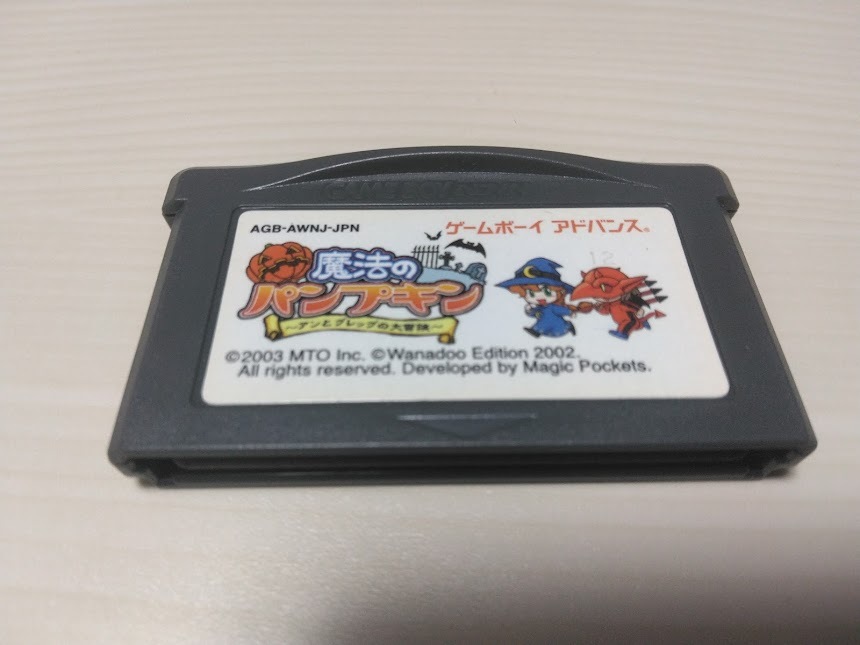 GAME BOY ADVANCE
AGB-AWNJ-JPN
ゲームボーイ アドバンス®
12
魔法の
パンプキン
〜アンとグレッグの大冒険〜
©2003 MTO Inc. ©Wanadoo Edition 2002.
All rights reserved. Developed by Magic Pockets.